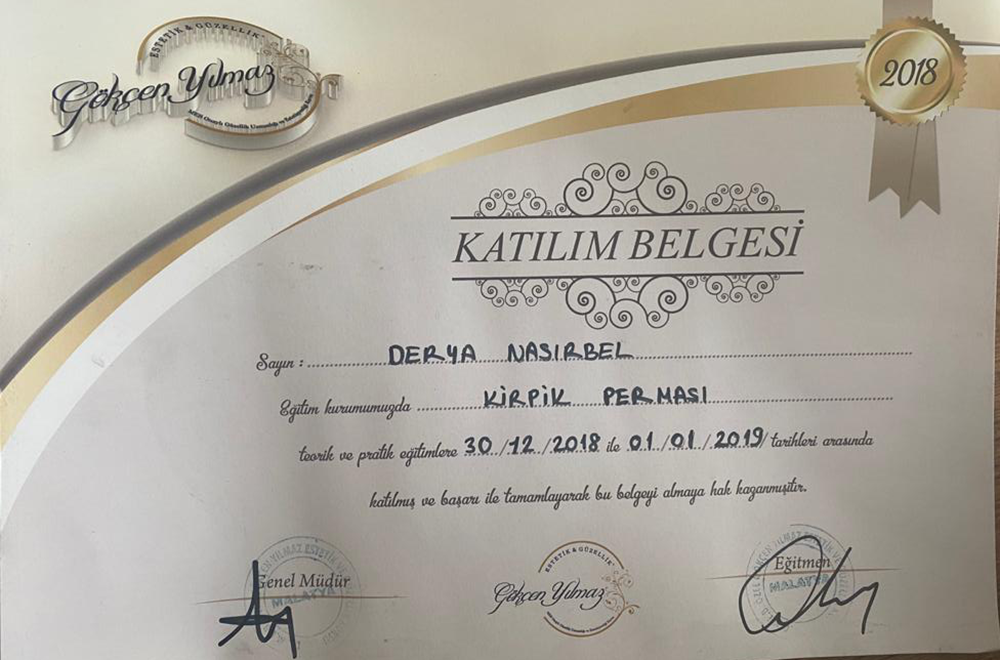 ESTETİK & GÜZELLİK
Gökçen Yılmaz
2018
KATILIM BELGESİ
Sayın : DERYA NASIRBEL
Eğitim kurumumuzda KİRPİK PERMASI
teorik ve pratik eğitimlere 30/12/2018 ile 01/01/2019 tarihleri arasında
katılmış ve başarı ile tamamlayarak bu belgeyi almaya hak kazanmıştır.
Genel Müdür
MALATYA
ESTETİK & GÜZELLİK
Gökçen Yılmaz
Eğitmen
MALATYA